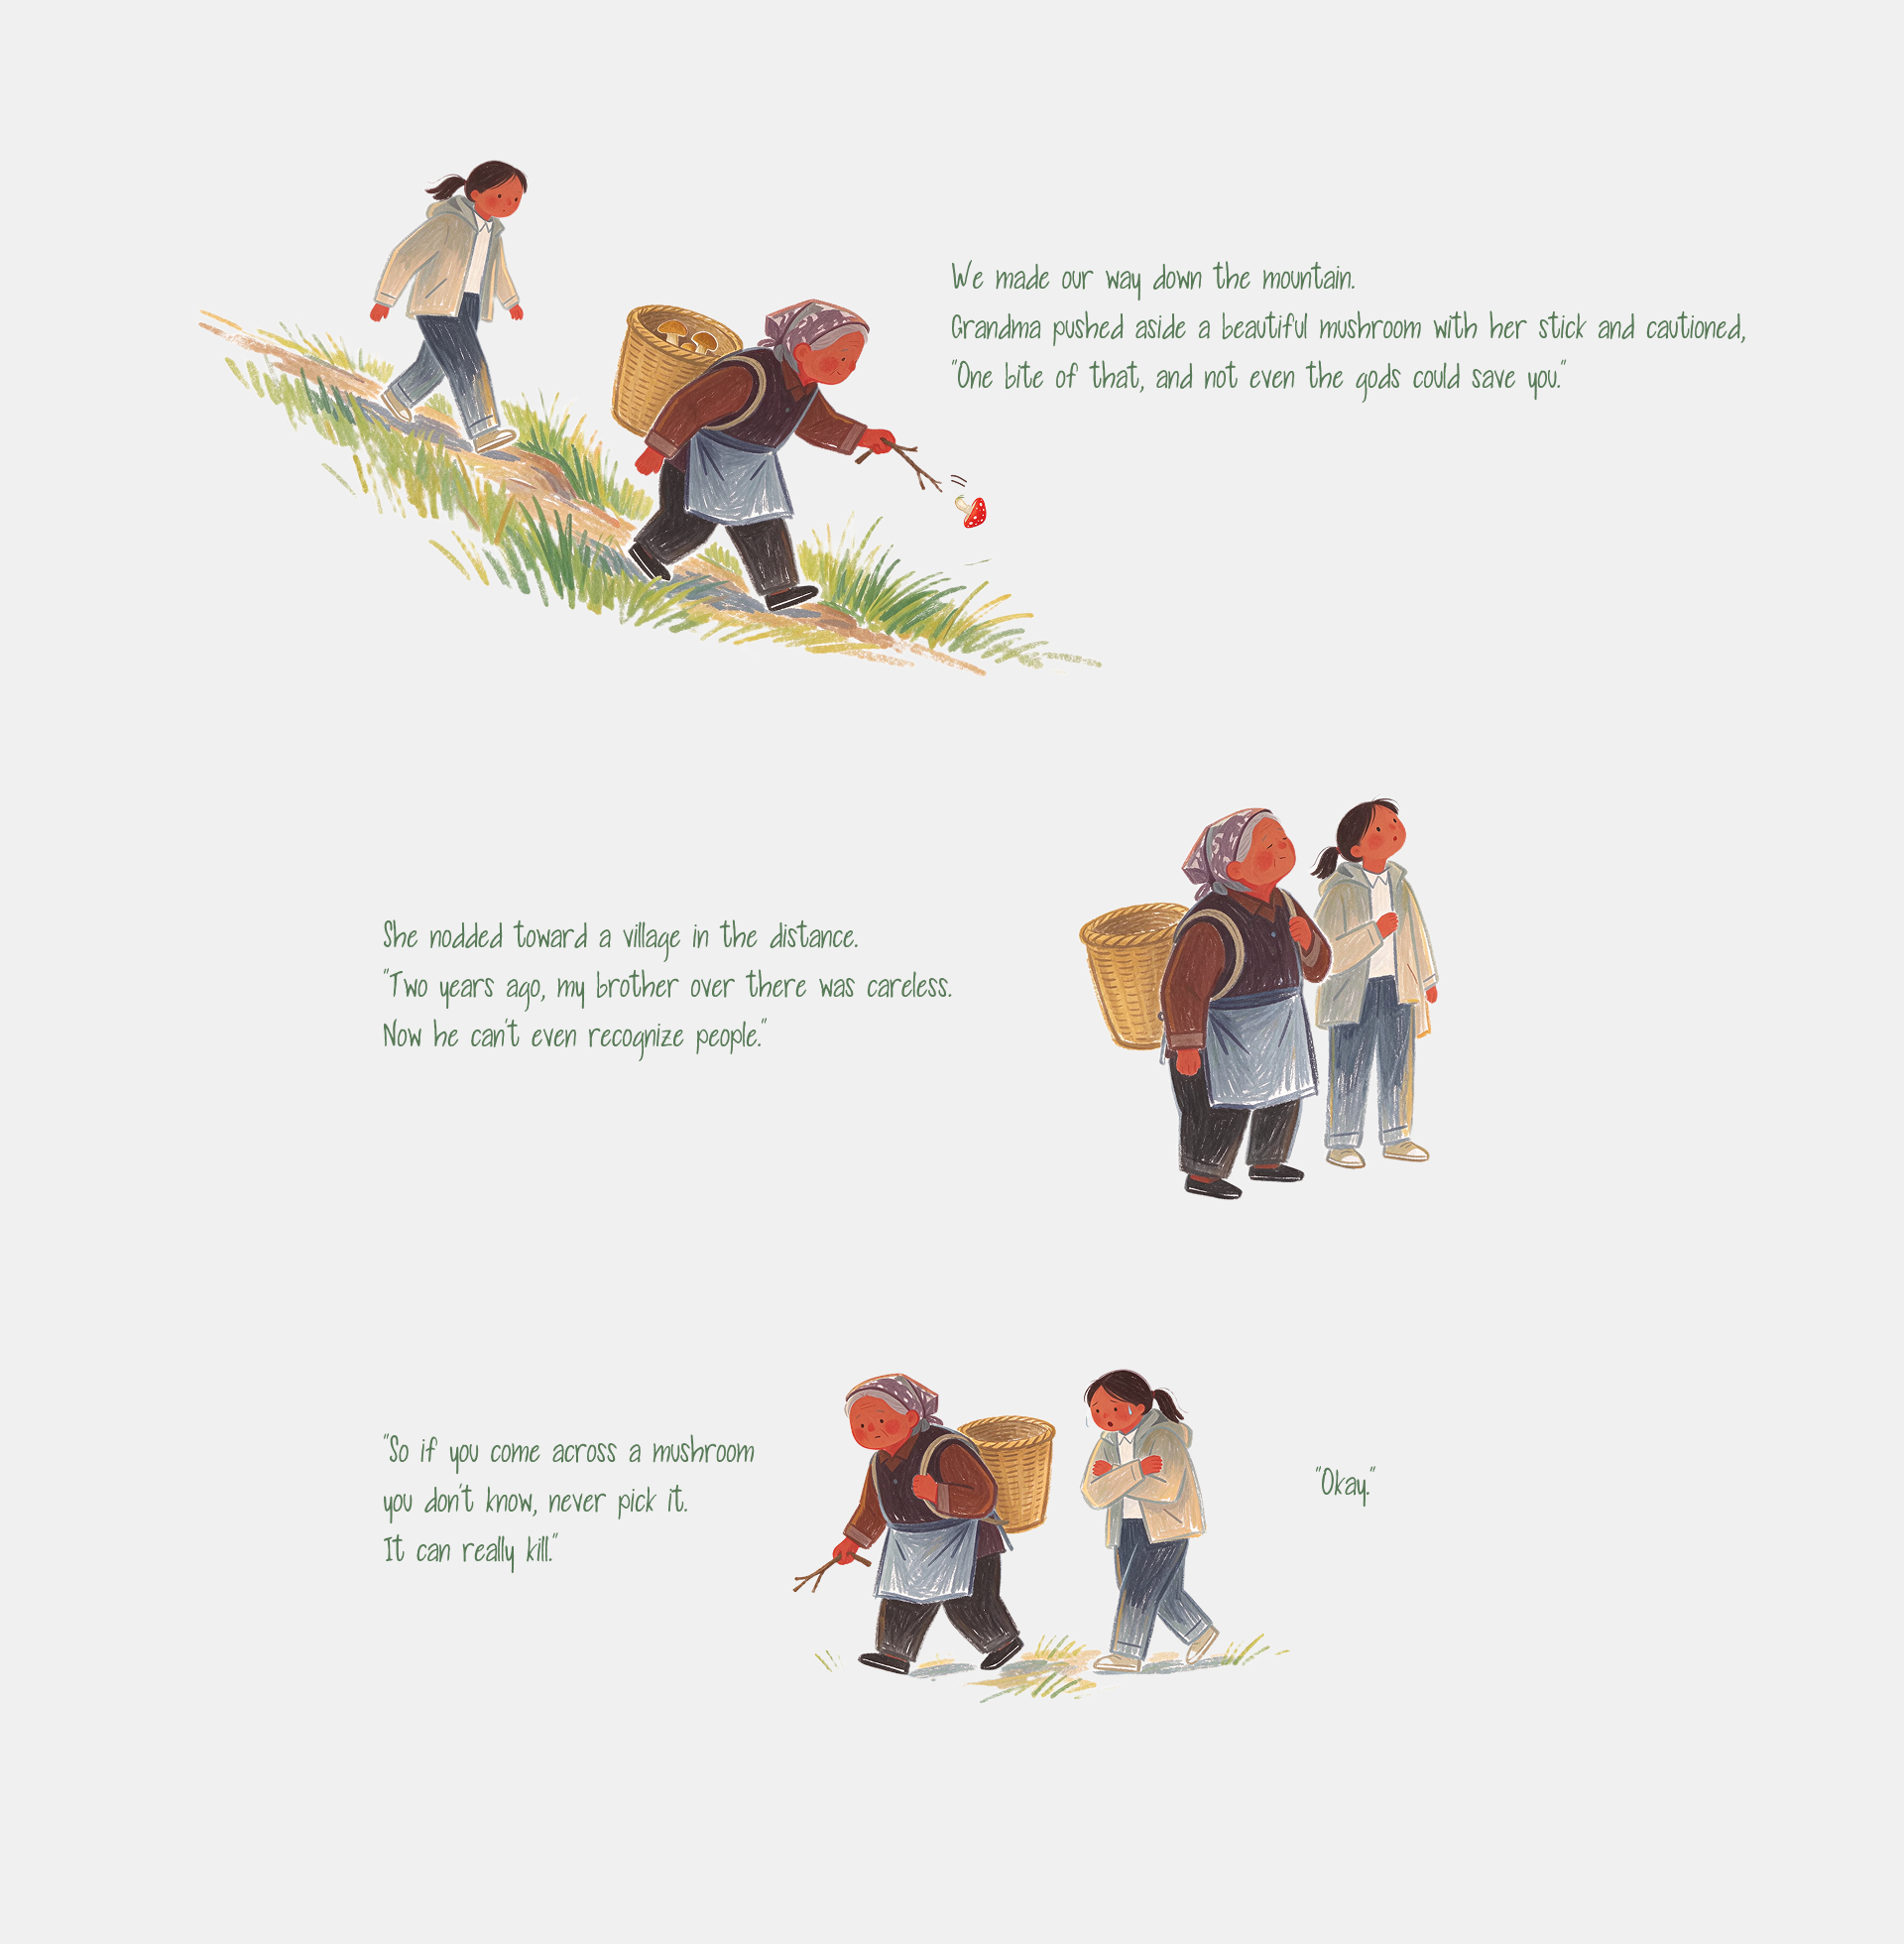 We made our way down the mountain.
Grandma pushed aside a beautiful mushroom with her stick and cautioned,
"One bite of that, and not even the gods could save you."
She nodded toward a village in the distance.
"Two years ago, my brother over there was careless.
Now he can't even recognize people."
"So if you come across a mushroom
you don't know, never pick it.
It can really kill."
"Okay."